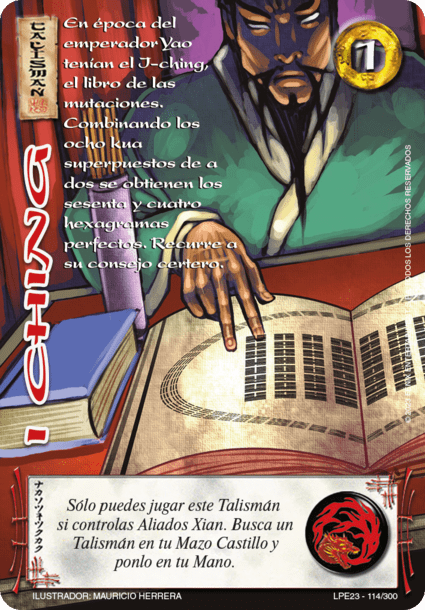 TALISMAN
En época del
emperador Yao
tenían el I-ching,
el libro de las
mutaciones.
Combinando los
ocho kua
superpuestos de a
dos se obtienen los
sesenta y cuatro
hexagramas
perfectos. Recurre a
su consejo certero.
1
I-CHING
DOS LOS DERECHOS RESERVADOS
Sólo puedes jugar este Talismán
si controlas Aliados Xian. Busca un
Talismán en tu Mazo Castillo y
ponlo en tu Mano.
ILUSTRADOR: MAURICIO HERRERA
LPE23 - 114/300